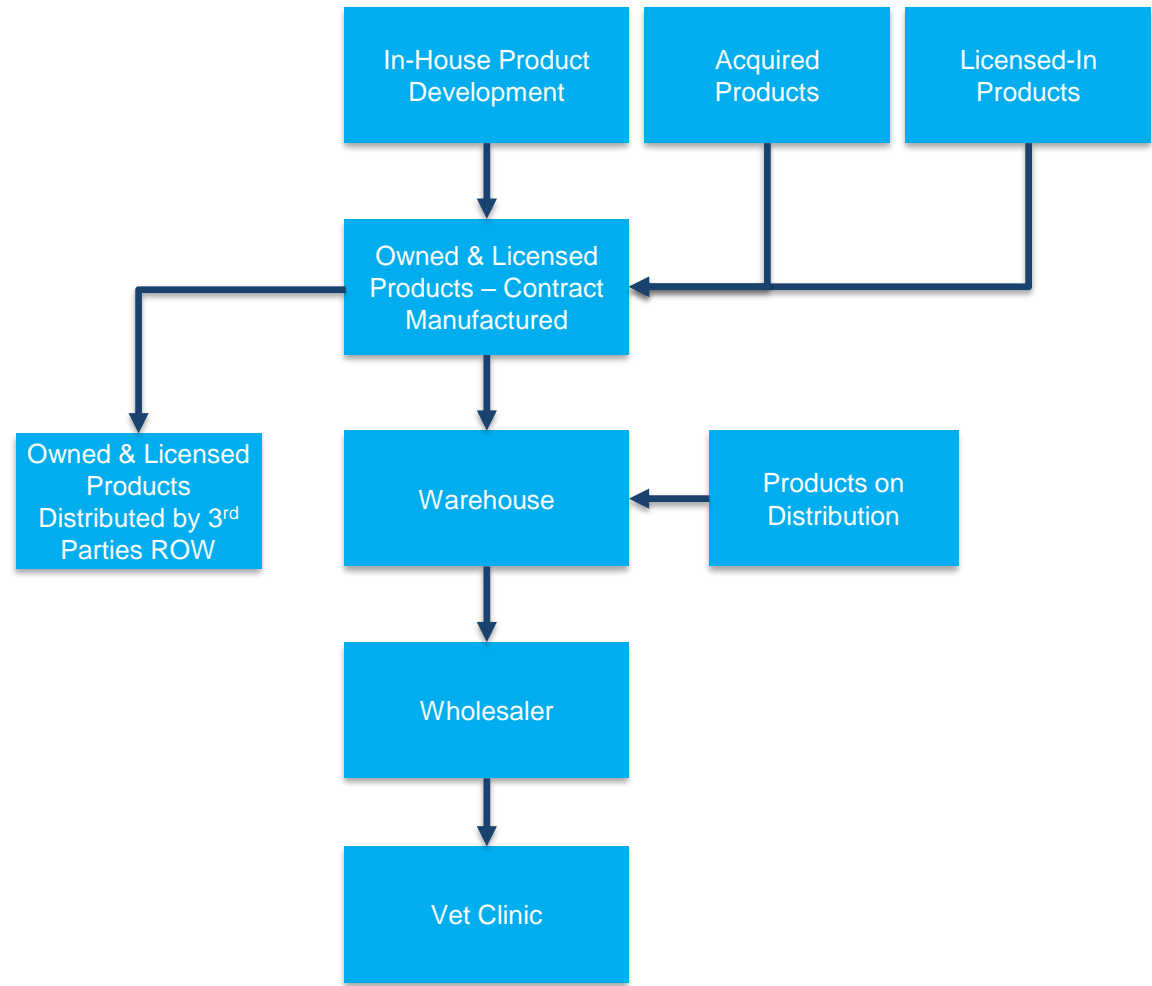 In-House Product
Development
Acquired
Products
Licensed-In
Products
Owned & Licensed
Products – Contract
Manufactured
Owned & Licensed
Products
Distributed by 3rd
Parties ROW
Warehouse
Products on
Distribution
Wholesaler
Vet Clinic